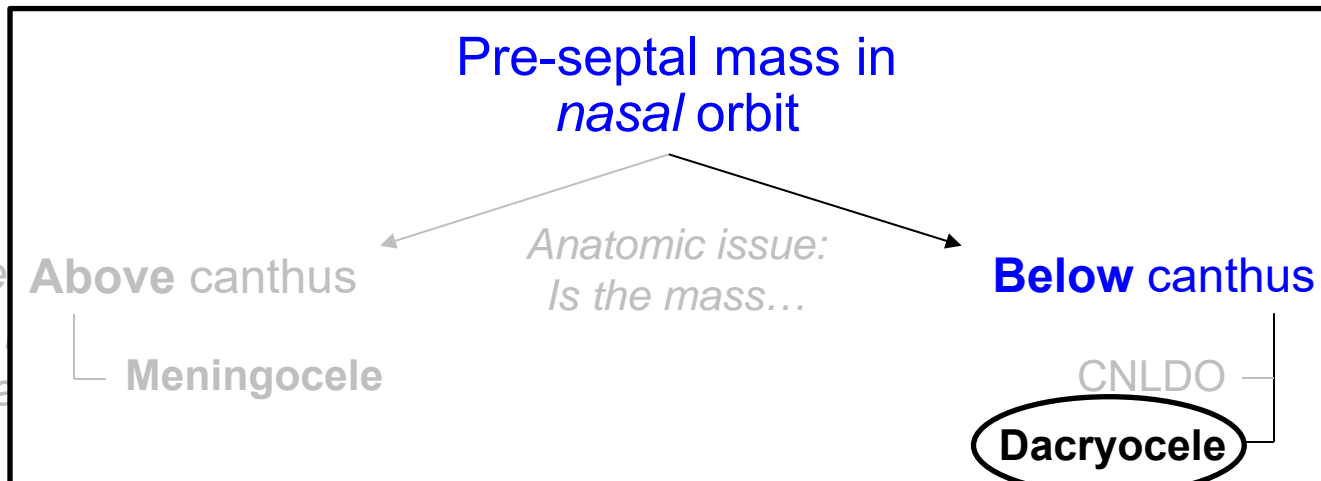 Pre-septal mass in
nasal orbit
Anatomic issue:
Above canthus
Is the mass…
Below canthus
Meningocele
CNLDO
Dacryocele